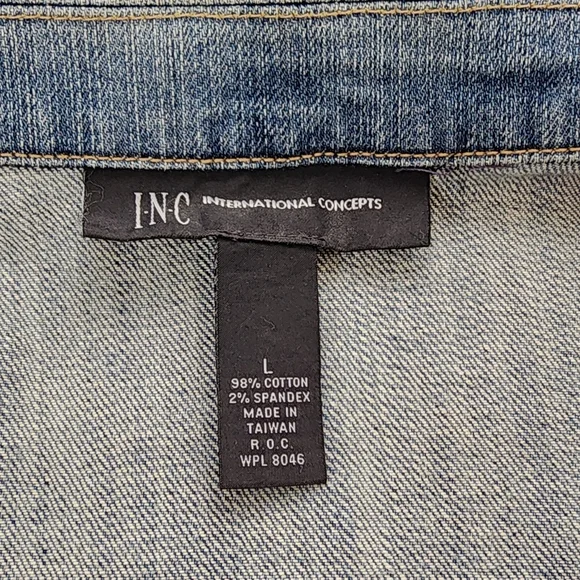 I·N·C INTERNATIONAL CONCEPTS
L
98% COTTON
2% SPANDEX
MADE IN
TAIWAN
R.O.C.
WPL 8046